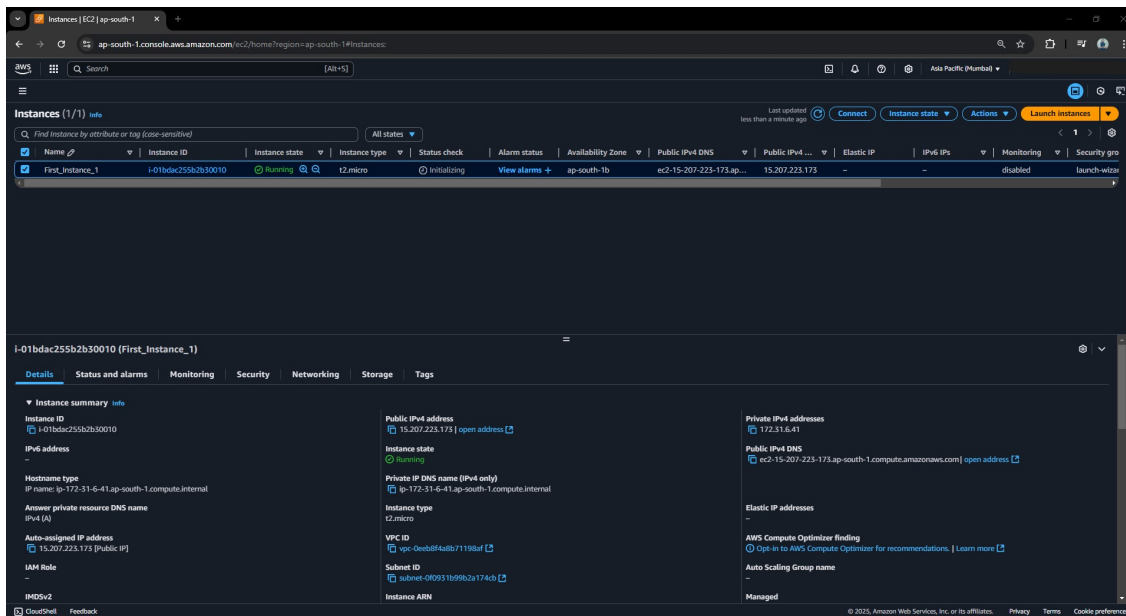 Instances | EC2 | ap-south-1
ap-south-1.console.aws.amazon.com/ec2/home?region=ap-south-1#Instances:
aws Search [Alt+S] Asia Pacific (Mumbai)
Instances (1/1) Info Last updated less than a minute ago Connect Instance state Actions Launch instances
Find Instance by attribute or tag (case-sensitive) All states 1
Name Instance ID Instance state Instance type Status check Alarm status Availability Zone Public IPv4 DNS Public IPv4 ... Elastic IP IPv6 IPs Monitoring Security gro
First_Instance_1 i-01bdac255b2b30010 Running t2.micro Initializing View alarms + ap-south-1b ec2-15-207-223-173.ap... 15.207.223.173 – – disabled launch-wizar
i-01bdac255b2b30010 (First_Instance_1)
Details Status and alarms Monitoring Security Networking Storage Tags
Instance summary Info
Instance ID Public IPv4 address Private IPv4 addresses
i-01bdac255b2b30010 15.207.223.173 | open address 172.31.6.41
IPv6 address Instance state Public IPv4 DNS
– Running ec2-15-207-223-173.ap-south-1.compute.amazonaws.com | open address
Hostname type Private IP DNS name (IPv4 only)
IP name: ip-172-31-6-41.ap-south-1.compute.internal ip-172-31-6-41.ap-south-1.compute.internal
Answer private resource DNS name Instance type Elastic IP addresses
IPv4 (A) t2.micro –
Auto-assigned IP address VPC ID AWS Compute Optimizer finding
15.207.223.173 [Public IP] vpc-0eeb8f4a8b71198af Opt-in to AWS Compute Optimizer for recommendations. | Learn more
IAM Role Subnet ID Auto Scaling Group name
– subnet-0f0931b99b2a174cb –
IMDSv2 Instance ARN Managed
CloudShell Feedback © 2025, Amazon Web Services, Inc. or its affiliates. Privacy Terms Cookie preference